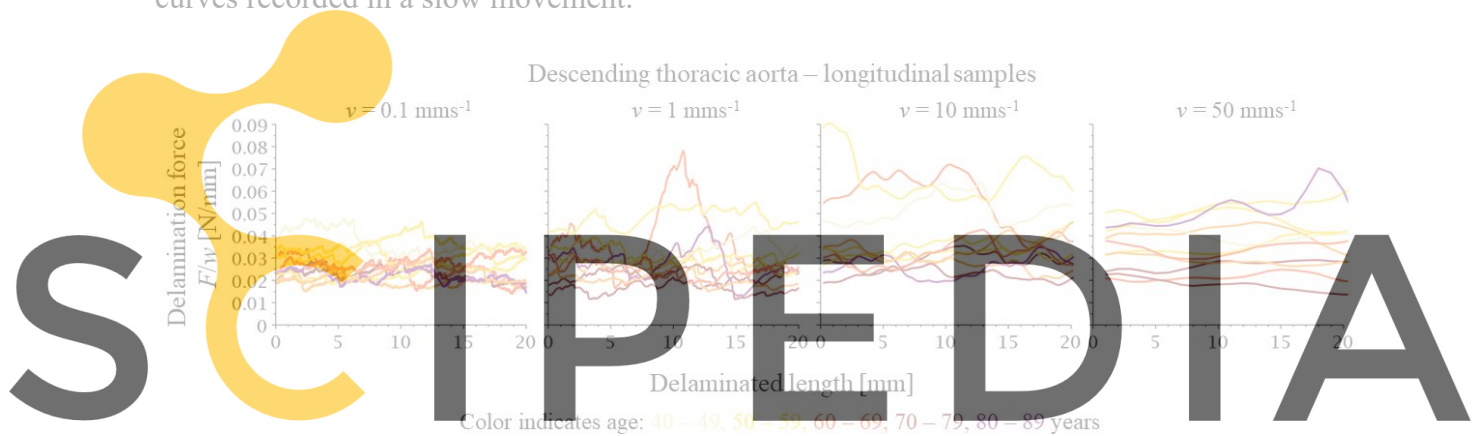 curves recorded in a slow movement.
Descending thoracic aorta – longitudinal samples
v = 0.1 mms-1 v = 1 mms-1 v = 10 mms-1 v = 50 mms-1
Delamination force
F/w [N/mm]
0.09
0.08
0.07
0.06
0.05
0.04
0.03
0.02
0.01
0
0 5 10 15 20 0 5 10 15 20 0 5 10 15 20 0 5 10 15 20
Delaminated length [mm]
Color indicates age: 40 – 49, 50 – 59, 60 – 69, 70 – 79, 80 – 89 years
SCIPEDIA